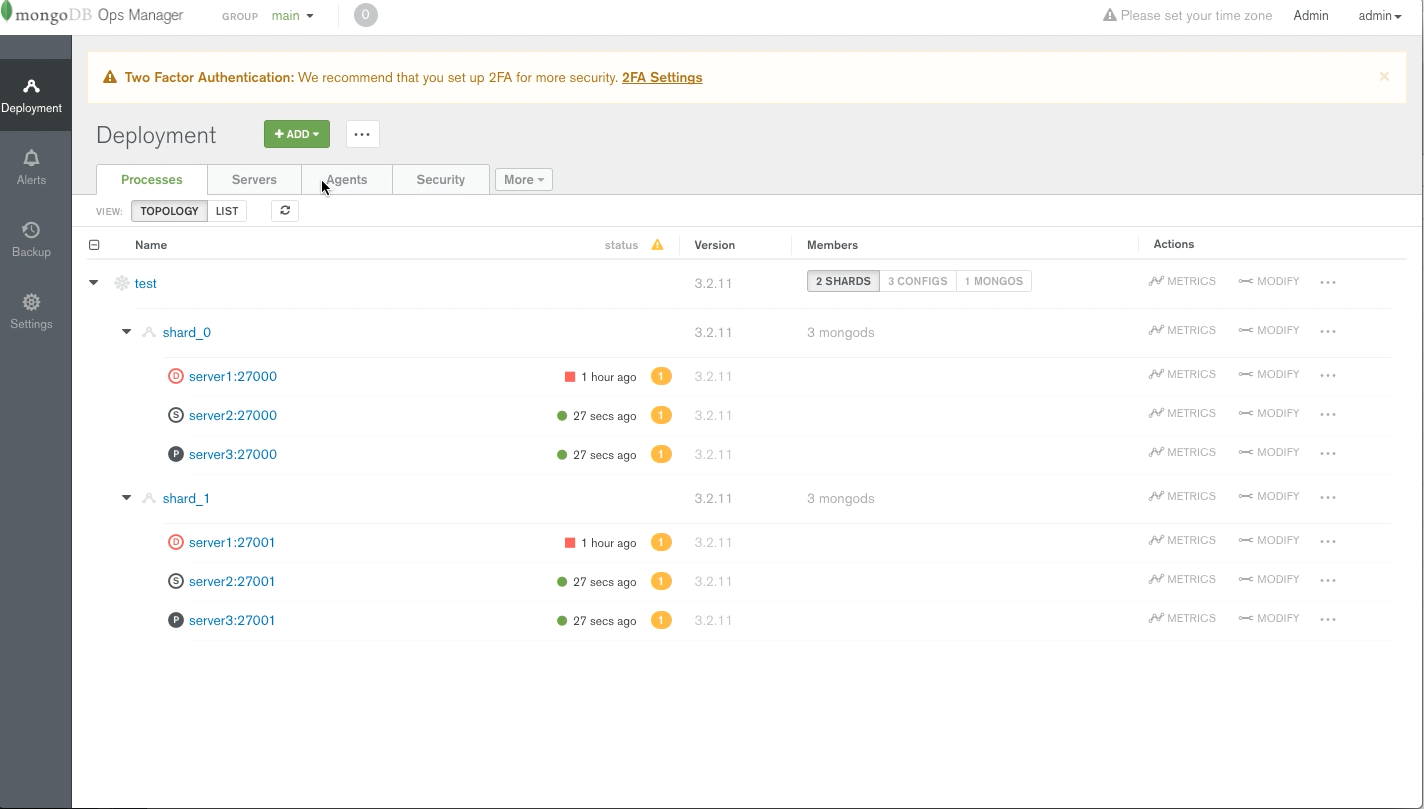 mongoDB Ops Manager GROUP main 0 Please set your time zone Admin admin
Two Factor Authentication: We recommend that you set up 2FA for more security. 2FA Settings ×
Deployment
Alerts
Backup
Settings
Deployment + ADD ...
Processes Servers Agents Security More
VIEW: TOPOLOGY LIST
Name status Version Members Actions
test 3.2.11 2 SHARDS 3 CONFIGS 1 MONGOS METRICS MODIFY ...
shard_0 3.2.11 3 mongods METRICS MODIFY ...
D server1:27000 1 hour ago 1 3.2.11 METRICS MODIFY ...
S server2:27000 27 secs ago 1 3.2.11 METRICS MODIFY ...
P server3:27000 27 secs ago 1 3.2.11 METRICS MODIFY ...
shard_1 3.2.11 3 mongods METRICS MODIFY ...
D server1:27001 1 hour ago 1 3.2.11 METRICS MODIFY ...
S server2:27001 27 secs ago 1 3.2.11 METRICS MODIFY ...
P server3:27001 27 secs ago 1 3.2.11 METRICS MODIFY ...